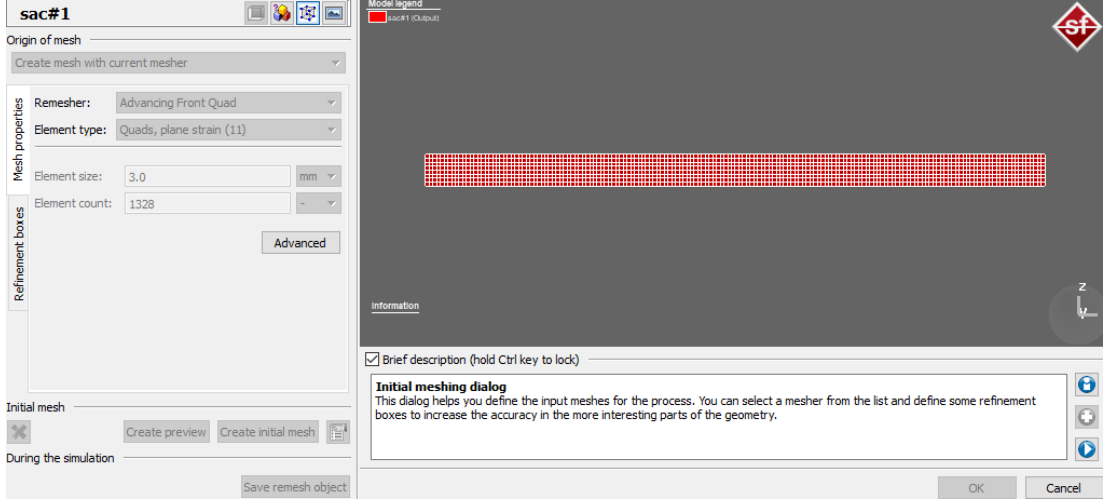 sac#1
Origin of mesh
Create mesh with current mesher
Mesh properties
Refinement boxes
Remesher: Advancing Front Quad
Element type: Quads, plane strain (11)
Element size: 3.0 mm
Element count: 1328 -
Advanced
Initial mesh
Create preview Create initial mesh
During the simulation
Save remesh object
Model legend
sac#1 (Output)
sf
Information
z
Brief description (hold Ctrl key to lock)
Initial meshing dialog
This dialog helps you define the input meshes for the process. You can select a mesher from the list and define some refinement
boxes to increase the accuracy in the more interesting parts of the geometry.
OK Cancel